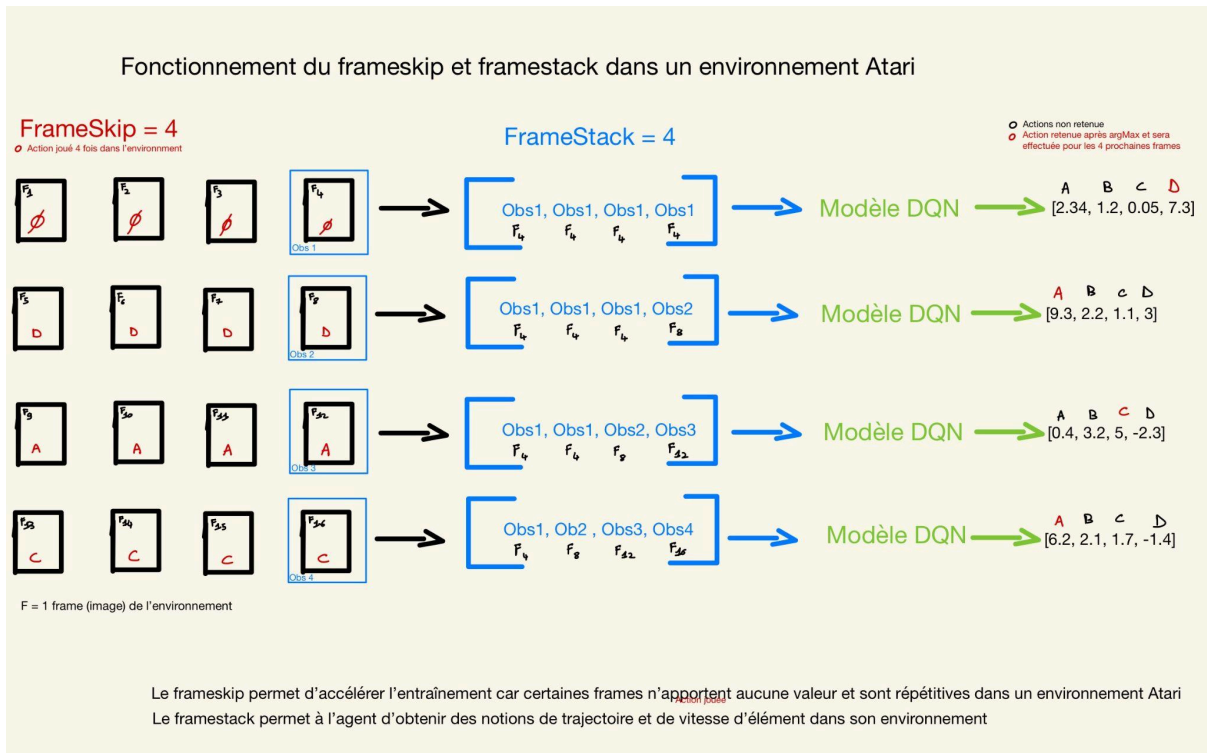 Fonctionnement du frameskip et framestack dans un environnement Atari
FrameSkip = 4
Action joué 4 fois dans l'environnment
FrameStack = 4
Actions non retenue
Action retenue après argMax et sera
effectuée pour les 4 prochaines frames
F1 F2 F3 F4
Ø Ø Ø Ø
Obs 1
Obs1, Obs1, Obs1, Obs1
F4 F4 F4 F4
Modèle DQN
A B C D
[2.34, 1.2, 0.05, 7.3]
F5 F6 F7 F8
D D D D
Obs 2
Obs1, Obs1, Obs1, Obs2
F4 F4 F4 F8
Modèle DQN
A B C D
[9.3, 2.2, 1.1, 3]
F9 F10 F11 F12
A A A A
Obs 3
Obs1, Obs1, Obs2, Obs3
F4 F4 F8 F12
Modèle DQN
A B C D
[0.4, 3.2, 5, -2.3]
F13 F14 F15 F16
C C C C
Obs 4
Obs1, Ob2 , Obs3, Obs4
F4 F8 F12 F16
Modèle DQN
A B C D
[6.2, 2.1, 1.7, -1.4]
F = 1 frame (image) de l'environnement
Le frameskip permet d'accélérer l'entraînement car certaines frames n'apportent aucune valeur et sont répétitives dans un environnement Atari
Action jouée
Le framestack permet à l'agent d'obtenir des notions de trajectoire et de vitesse d'élément dans son environnement